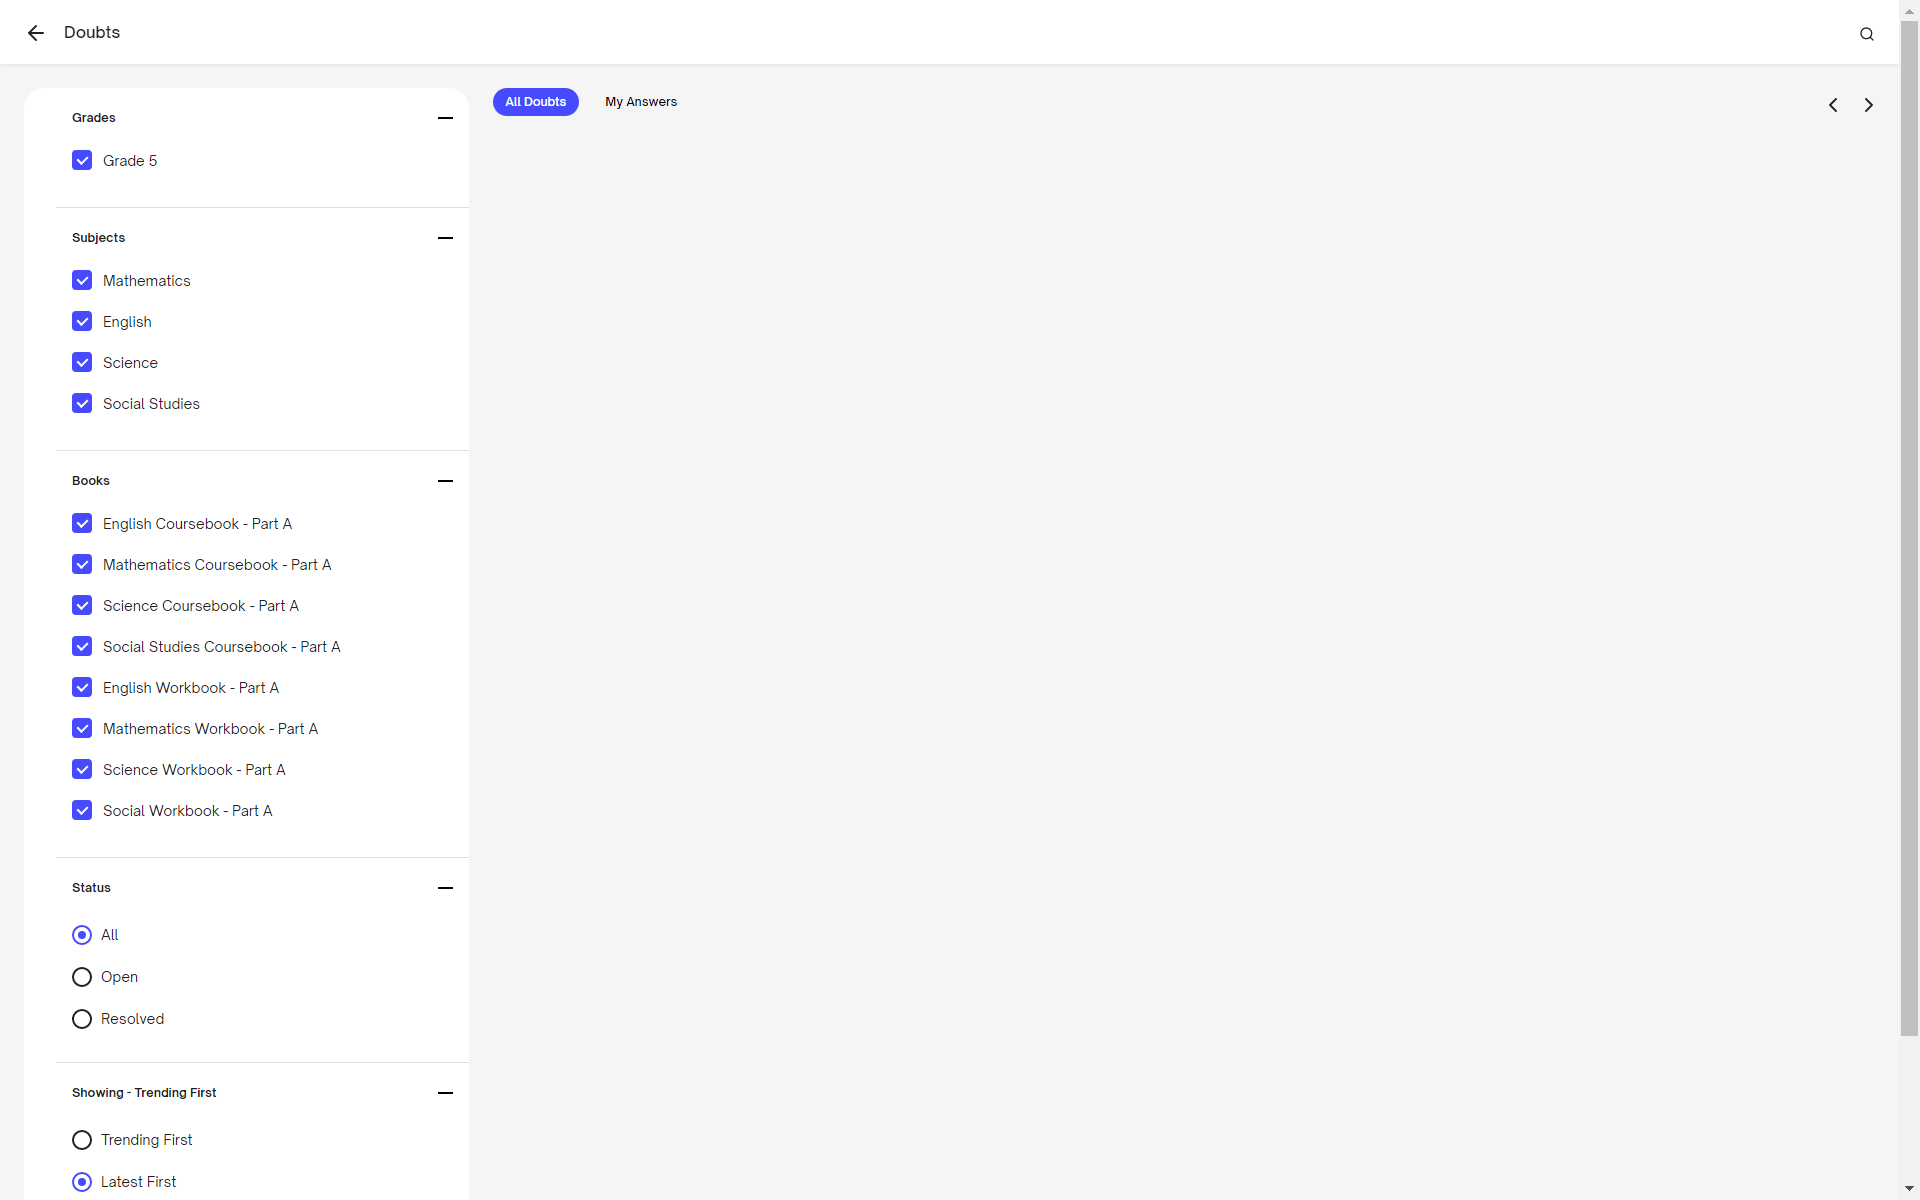 Doubts
All Doubts
My Answers
Grades
Grade 5
Subjects
Mathematics
English
Science
Social Studies
Books
English Coursebook - Part A
Mathematics Coursebook - Part A
Science Coursebook - Part A
Social Studies Coursebook - Part A
English Workbook - Part A
Mathematics Workbook - Part A
Science Workbook - Part A
Social Workbook - Part A
Status
All
Open
Resolved
Showing - Trending First
Trending First
Latest First